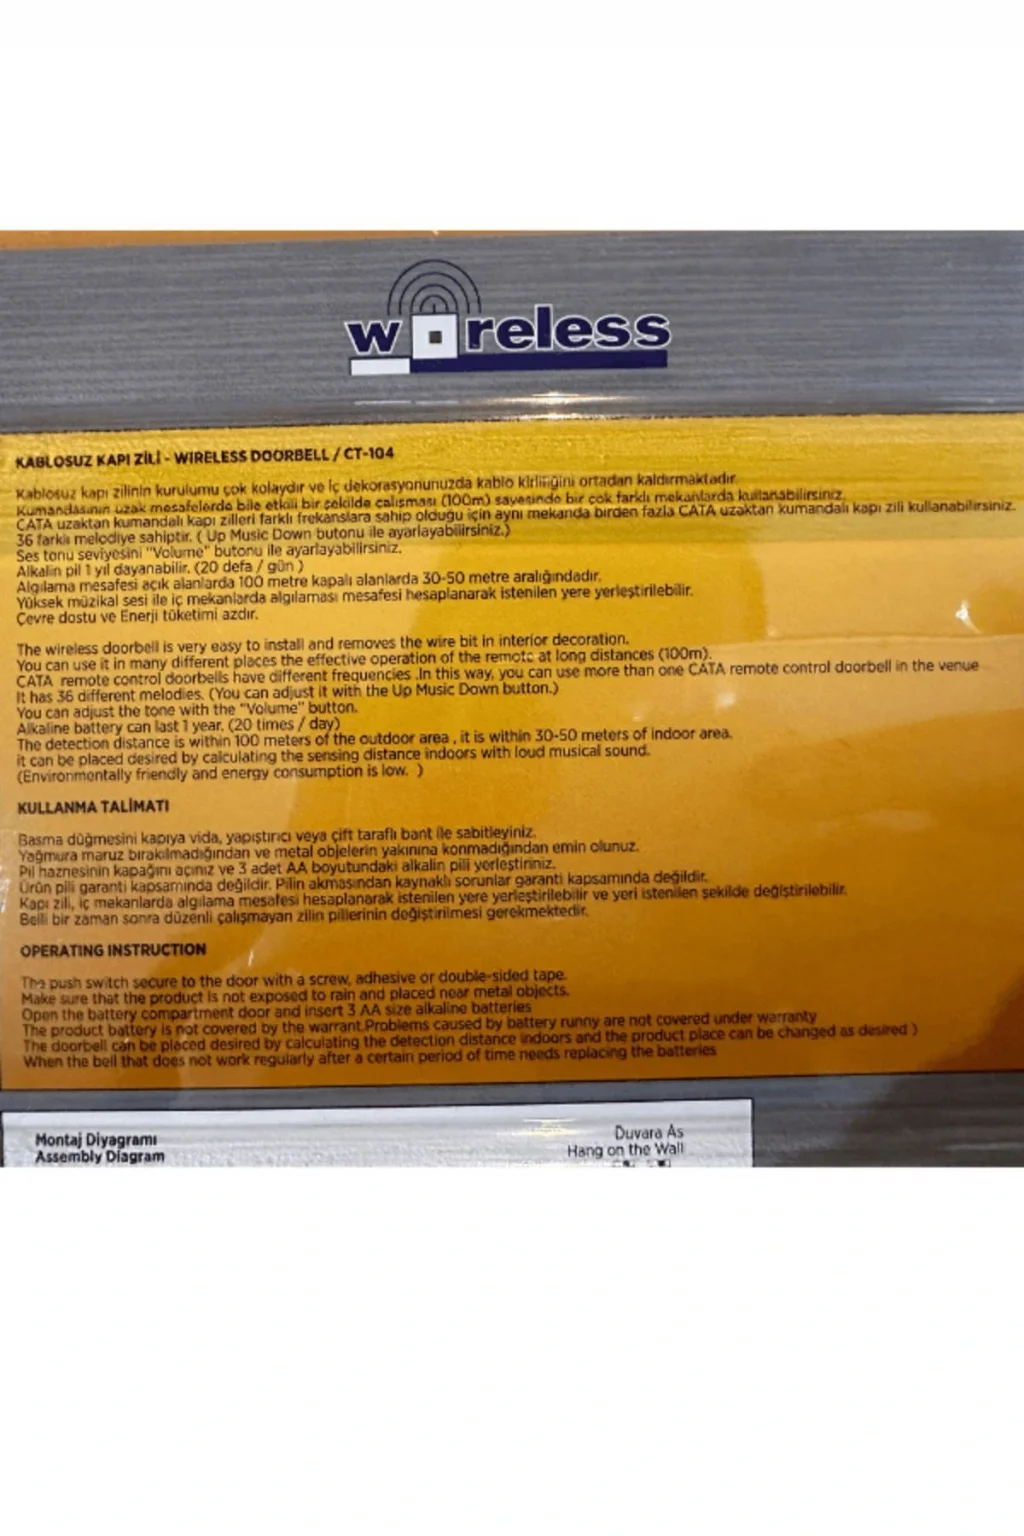 wireless
KABLOSUZ KAPI ZİLİ - WIRELESS DOORBELL / CT-104
Kablosuz kapı zilinin kurulumu çok kolaydır ve iç dekorasyonunuzda kablo kirliliğini ortadan kaldırmaktadır.
Kumandasının uzak mesafelerde bile etkili bir şekilde çalışması (100m) sayesinde bir çok farklı mekanlarda kullanabilirsiniz.
CATA uzaktan kumandalı kapı zilleri farklı frekanslara sahip olduğu için aynı mekanda birden fazla CATA uzaktan kumandalı kapı zili kullanabilirsiniz.
36 farklı melodiye sahiptir. ( Up Music Down butonu ile ayarlayabilirsiniz.)
Ses tonu seviyesini "Volume" butonu ile ayarlayabilirsiniz.
Alkalin pil 1 yıl dayanabilir. (20 defa / gün )
Algılama mesafesi açık alanlarda 100 metre kapalı alanlarda 30-50 metre aralığındadır.
Yüksek müzikal sesi ile iç mekanlarda algılaması mesafesi hesaplanarak istenilen yere yerleştirilebilir.
Çevre dostu ve Enerji tüketimi azdır.
The wireless doorbell is very easy to install and removes the wire bit in interior decoration.
You can use it in many different places the effective operation of the remote at long distances (100m).
CATA remote control doorbells have different frequencies .In this way, you can use more than one CATA remote control doorbell in the venue
It has 36 different melodies. (You can adjust it with the Up Music Down button.)
You can adjust the tone with the "Volume" button.
Alkaline battery can last 1 year. (20 times / day)
The detection distance is within 100 meters of the outdoor area , it is within 30-50 meters of indoor area.
it can be placed desired by calculating the sensing distance indoors with loud musical sound.
(Environmentally friendly and energy consumption is low. )
KULLANMA TALİMATI
Basma düğmesini kapıya vida, yapıştırıcı veya çift taraflı bant ile sabitleyiniz.
Yağmura maruz bırakılmadığından ve metal objelerin yakınına konmadığından emin olunuz.
Pil haznesinin kapağını açınız ve 3 adet AA boyutundaki alkalin pili yerleştiriniz.
Ürün pili garanti kapsamında değildir. Pilin akmasından kaynaklı sorunlar garanti kapsamında değildir.
Kapı zili, iç mekanlarda algılama mesafesi hesaplanarak istenilen yere yerleştirilebilir ve yeri istenilen şekilde değiştirilebilir.
Belli bir zaman sonra düzenli çalışmayan zilin pillerinin değiştirilmesi gerekmektedir.
OPERATING INSTRUCTION
The push switch secure to the door with a screw, adhesive or double-sided tape.
Make sure that the product is not exposed to rain and placed near metal objects.
Open the battery compartment door and insert 3 AA size alkaline batteries
The product battery is not covered by the warrant.Problems caused by battery runny are not covered under warranty
The doorbell can be placed desired by calculating the detection distance indoors and the product place can be changed as desired )
When the bell that does not work regularly after a certain period of time needs replacing the batteries
Montaj Diyagramı
Assembly Diagram
Duvara As
Hang on the Wall